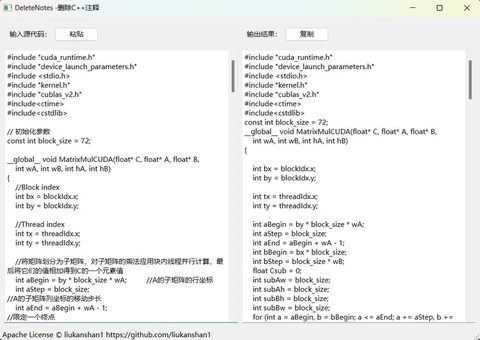 DeleteNotes -删除C++注释
输入源代码：
粘贴
输出结果：
复制
#include "cuda_runtime.h"
#include "device_launch_parameters.h"
#include <stdio.h>
#include "kernel.h"
#include "cublas_v2.h"
#include<ctime>
#include<cstdlib>

// 初始化参数
const int block_size = 72;

__global__ void MatrixMulCUDA(float* C, float* A, float* B,
    int wA, int wB, int hA, int hB)
{
    //Block index
    int bx = blockIdx.x;
    int by = blockIdx.y;

    //Thread index
    int tx = threadIdx.x;
    int ty = threadIdx.y;

    //将矩阵划分为子矩阵，对子矩阵的乘法应用块内线程并行计算，最
后将它们的值相加得到C的一个元素值
    int aBegin = by * block_size * wA;        //A的子矩阵的行坐标
    int aStep = block_size;
//A的子矩阵列坐标的移动步长
    int aEnd = aBegin + wA - 1;
//限定一个终点
#include "cuda_runtime.h"
#include "device_launch_parameters.h"
#include <stdio.h>
#include "kernel.h"
#include "cublas_v2.h"
#include<ctime>
#include<cstdlib>
const int block_size = 72;
__global__ void MatrixMulCUDA(float* C, float* A, float* B,
    int wA, int wB, int hA, int hB)
{

    int bx = blockIdx.x;
    int by = blockIdx.y;

    int tx = threadIdx.x;
    int ty = threadIdx.y;

    int aBegin = by * block_size * wA;
    int aStep = block_size;
    int aEnd = aBegin + wA - 1;
    int bBegin = bx * block_size;
    int bStep = block_size * wB;
    float Csub = 0;
    int subAw = block_size;
    int subAh = block_size;
    int subBh = block_size;
    int subBw = block_size;
    for (int a = aBegin, b = bBegin; a <= aEnd; a += aStep, b +=
Apache License © liukanshan1 https://github.com/liukanshan1